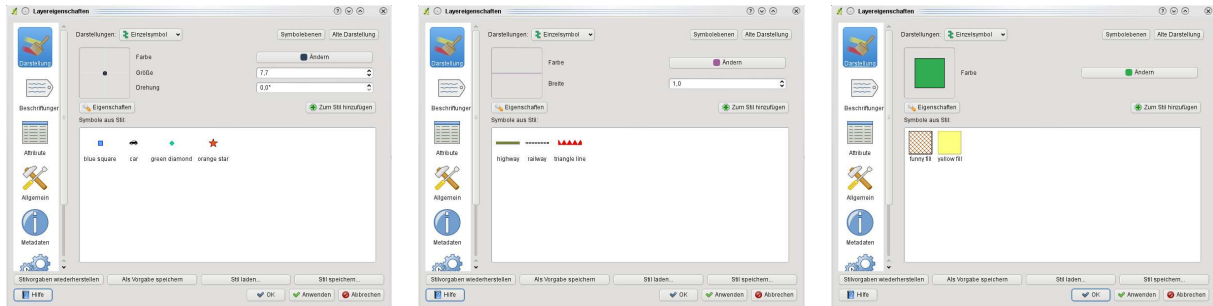 Layereigenschaften
Darstellung
Beschriftungen
Attribute
Allgemein
Metadaten
Darstellungen: Einzelsymbol
Symbolebenen
Alte Darstellung
Farbe
Ändern
Größe
7,7
Drehung
0,0°
Eigenschaften
Zum Stil hinzufügen
Symbole aus Stil:
blue square
car
green diamond
orange star
Stilvorgaben wiederherstellen
Als Vorgabe speichern
Stil laden...
Stil speichern...
Hilfe
OK
Anwenden
Abbrechen
Layereigenschaften
Darstellung
Beschriftungen
Attribute
Allgemein
Metadaten
Darstellungen: Einzelsymbol
Symbolebenen
Alte Darstellung
Farbe
Ändern
Breite
1,0
Eigenschaften
Zum Stil hinzufügen
Symbole aus Stil:
highway
railway
triangle line
Stilvorgaben wiederherstellen
Als Vorgabe speichern
Stil laden...
Stil speichern...
Hilfe
OK
Anwenden
Abbrechen
Layereigenschaften
Darstellung
Beschriftungen
Attribute
Allgemein
Metadaten
Darstellungen: Einzelsymbol
Symbolebenen
Alte Darstellung
Farbe
Ändern
Eigenschaften
Zum Stil hinzufügen
Symbole aus Stil:
funny fill
yellow fill
Stilvorgaben wiederherstellen
Als Vorgabe speichern
Stil laden...
Stil speichern...
Hilfe
OK
Anwenden
Abbrechen